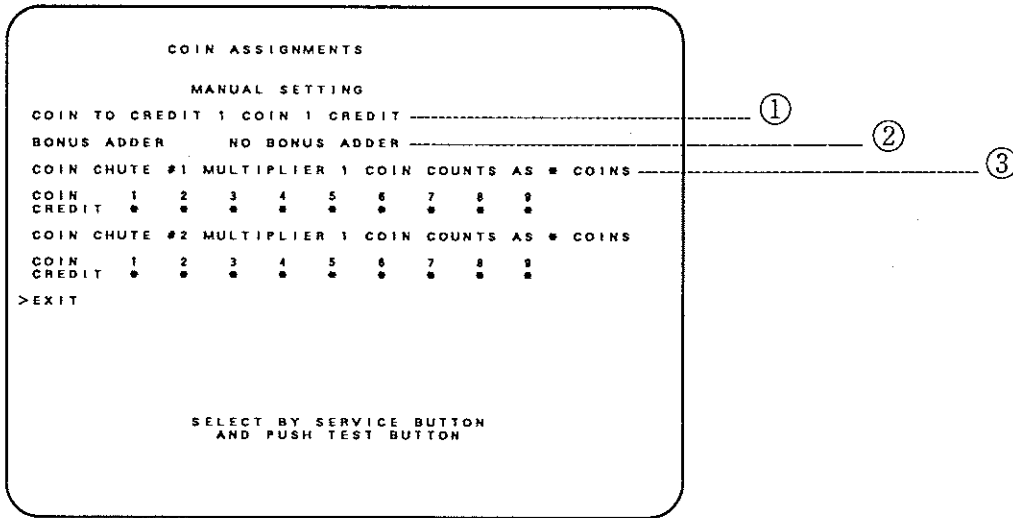 COIN ASSIGNMENTS
MANUAL SETTING
COIN TO CREDIT 1 COIN 1 CREDIT ①
BONUS ADDER NO BONUS ADDER ②
COIN CHUTE #1 MULTIPLIER 1 COIN COUNTS AS * COINS ③
COIN 1 2 3 4 5 6 7 8 9
CREDIT * * * * * * * * *
COIN CHUTE #2 MULTIPLIER 1 COIN COUNTS AS * COINS
COIN 1 2 3 4 5 6 7 8 9
CREDIT * * * * * * * * *
>EXIT
SELECT BY SERVICE BUTTON
AND PUSH TEST BUTTON